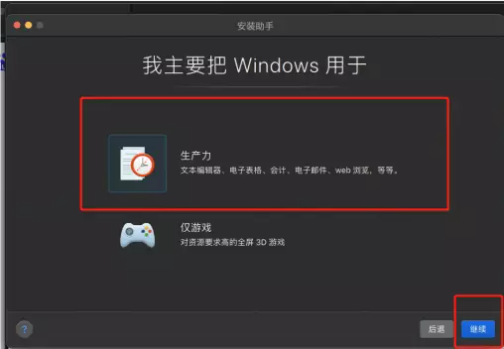 安装助手
我主要把 Windows 用于
生产力
文本编辑器、电子表格、会计、电子邮件、web 浏览，等等。
仅游戏
对资源要求高的全屏 3D 游戏
?
后退
继续